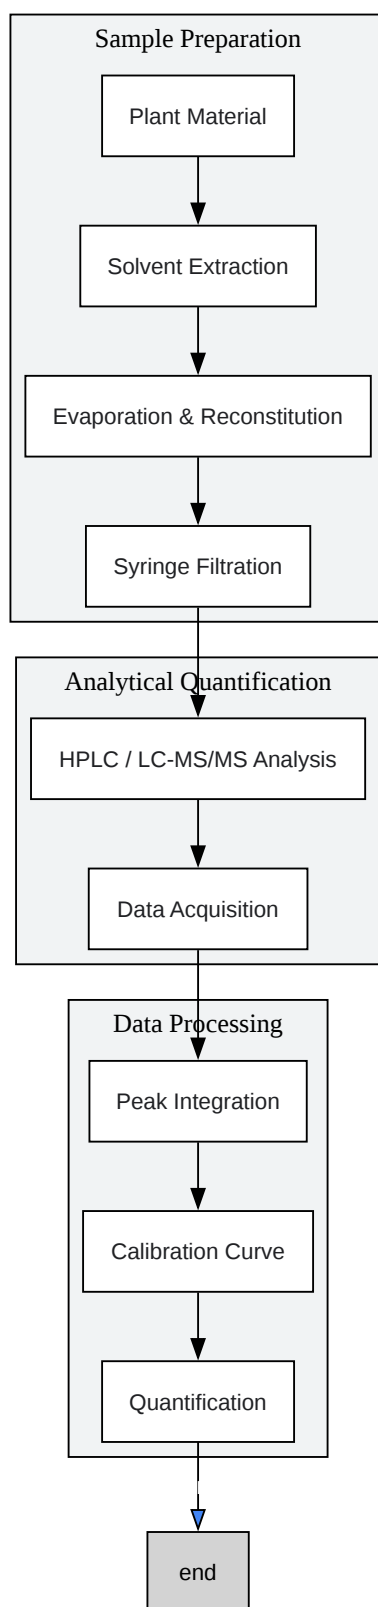 Sample Preparation
Plant Material
Solvent Extraction
Evaporation & Reconstitution
Syringe Filtration
Analytical Quantification
HPLC / LC-MS/MS Analysis
Data Acquisition
Data Processing
Peak Integration
Calibration Curve
Quantification
end